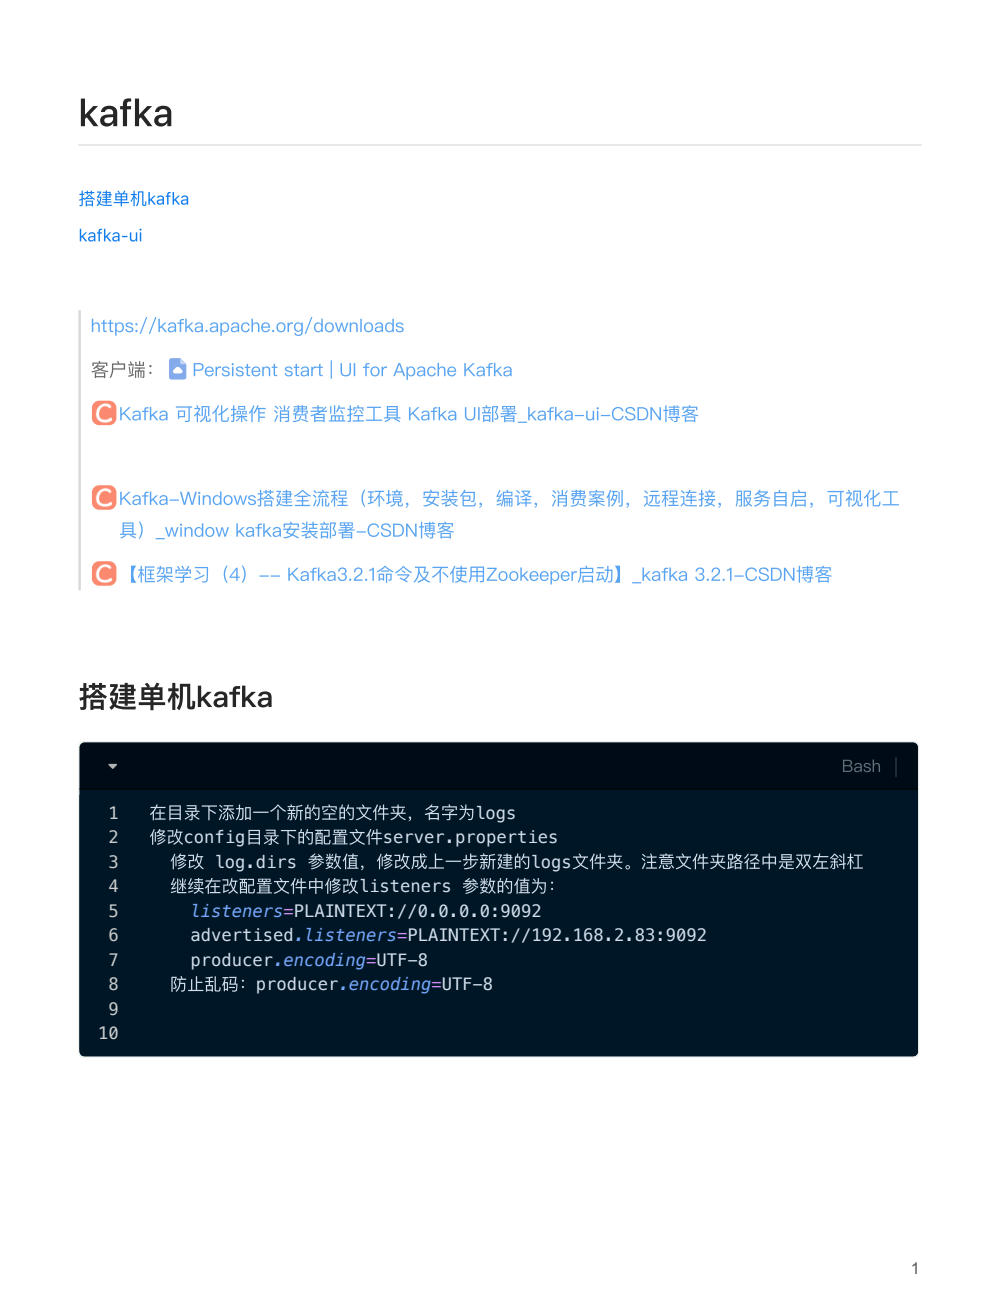 kafka
搭建单机kafka
kafka-ui
https://kafka.apache.org/downloads
客户端： Persistent start | UI for Apache Kafka
Kafka 可视化操作 消费者监控工具 Kafka UI部署_kafka-ui-CSDN博客
Kafka-Windows搭建全流程（环境，安装包，编译，消费案例，远程连接，服务自启，可视化工
具）_window kafka安装部署-CSDN博客
【框架学习（4）-- Kafka3.2.1命令及不使用Zookeeper启动】_kafka 3.2.1-CSDN博客
搭建单机kafka
Bash
1 在目录下添加一个新的空的文件夹，名字为logs
2 修改config目录下的配置文件server.properties
3 修改 log.dirs 参数值，修改成上一步新建的logs文件夹。注意文件夹路径中是双左斜杠
4 继续在改配置文件中修改listeners 参数的值为：
5 listeners=PLAINTEXT://0.0.0.0:9092
6 advertised.listeners=PLAINTEXT://192.168.2.83:9092
7 producer.encoding=UTF-8
8 防止乱码：producer.encoding=UTF-8
9
10
1